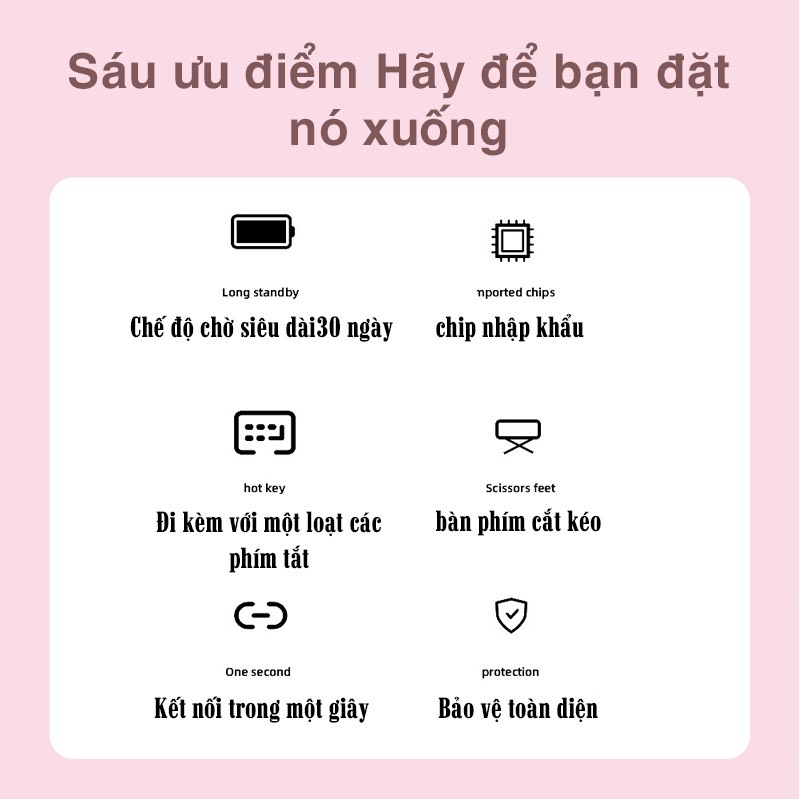 Sáu ưu điểm Hãy để bạn đặt
nó xuống
Long standby
Chế độ chờ siêu dài30 ngày
mported chips
chip nhập khẩu
hot key
Đi kèm với một loạt các
phím tắt
Scissors feet
bàn phím cắt kéo
One second
Kết nối trong một giây
protection
Bảo vệ toàn diện